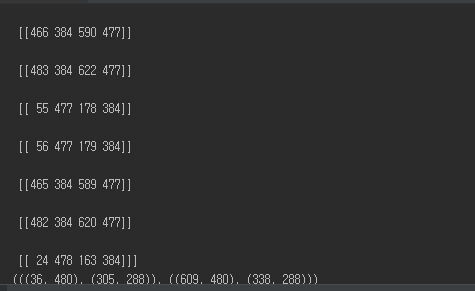 [[466 384 590 477]]
[[483 384 622 477]]
[[ 55 477 178 384]]
[[ 56 477 179 384]]
[[465 384 589 477]]
[[482 384 620 477]]
[[ 24 478 163 384]]]
(((36, 480), (305, 288)), ((609, 480), (338, 288)))